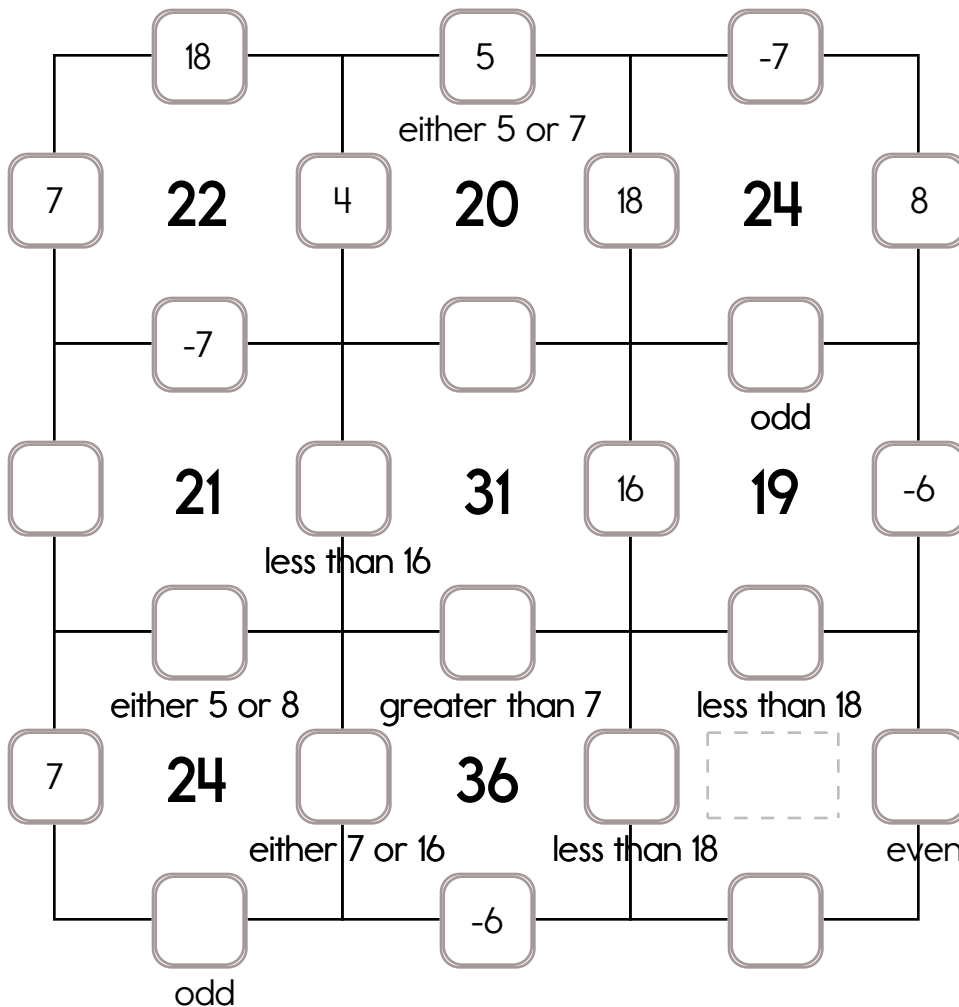 18 5 -7
either 5 or 7
7 22 4 20 18 24 8
-7
odd
21 31 16 19 -6
less than 16
either 5 or 8 greater than 7 less than 18
7 24 36
either 7 or 16 less than 18 even
-6
odd